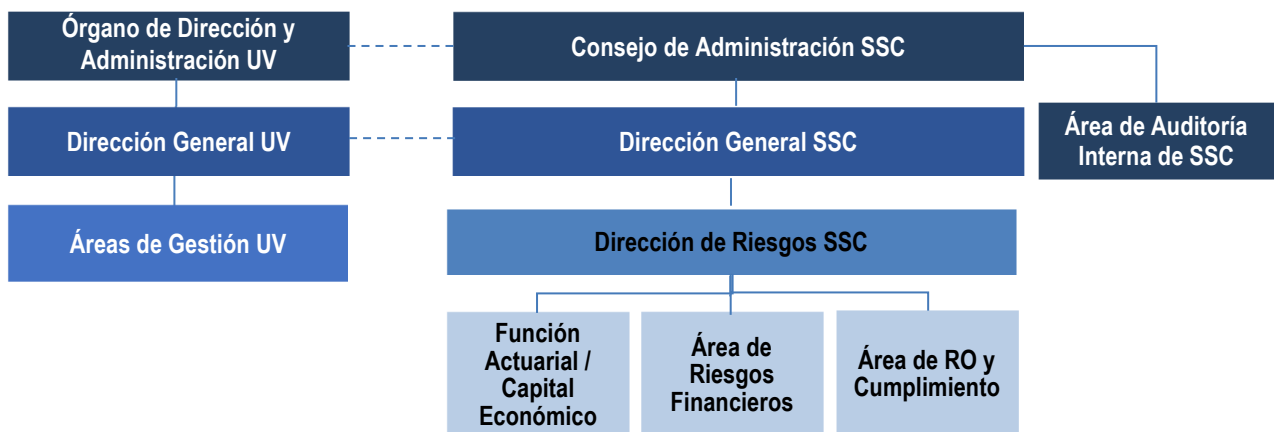 Órgano de Dirección y
Administración UV
Consejo de Administración SSC
Dirección General UV
Dirección General SSC
Área de Auditoría
Interna de SSC
Áreas de Gestión UV
Dirección de Riesgos SSC
Función
Actuarial /
Capital
Económico
Área de
Riesgos
Financieros
Área de RO y
Cumplimiento